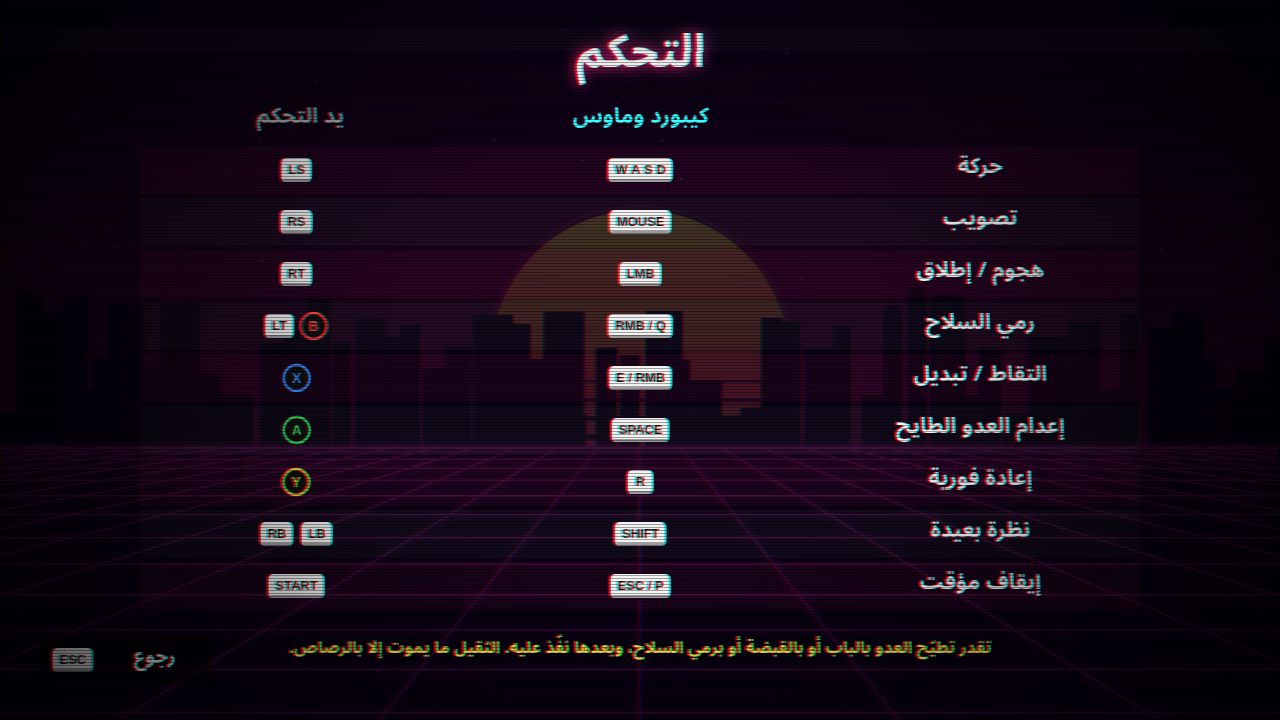 التحكم
كيبورد وماوس يد التحكم
حركة W A S D LS
تصويب MOUSE RS
هجوم / إطلاق LMB RT
رمي السلاح RMB / Q LT B
التقاط / تبديل E / RMB X
إعدام العدو الطايح SPACE A
إعادة فورية R Y
نظرة بعيدة SHIFT RB LB
إيقاف مؤقت ESC / P START
تقدر تطيّح العدو بالباب أو بالقبضة أو برمي السلاح، وبعدها نفّذ عليه. الثقيل ما يموت إلا بالرصاص.
رجوع ESC